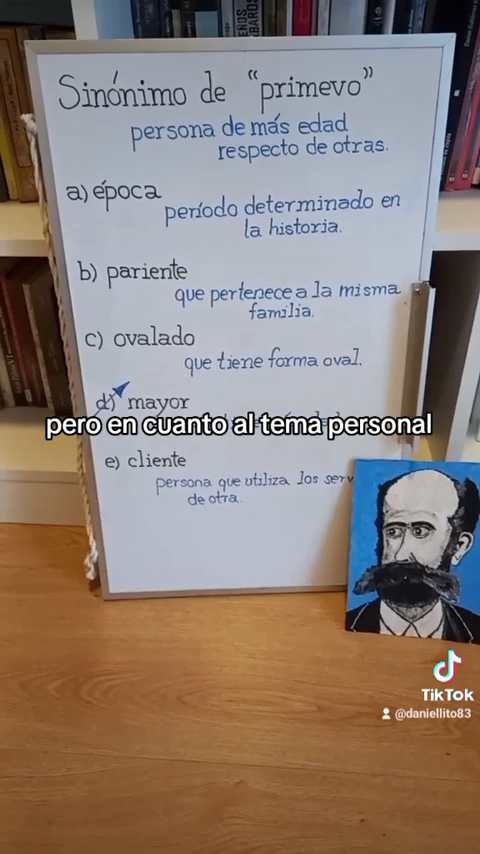 Sinónimo de “primevo”
persona de más edad
respecto de otras.
a) época
período determinado en
la historia.
b) pariente
que pertenece a la misma
familia.
c) ovalado
que tiene forma oval.
d) mayor
pero en cuanto al tema personal
e) cliente
persona que utiliza los serv
de otra.
TikTok
@daniellito83